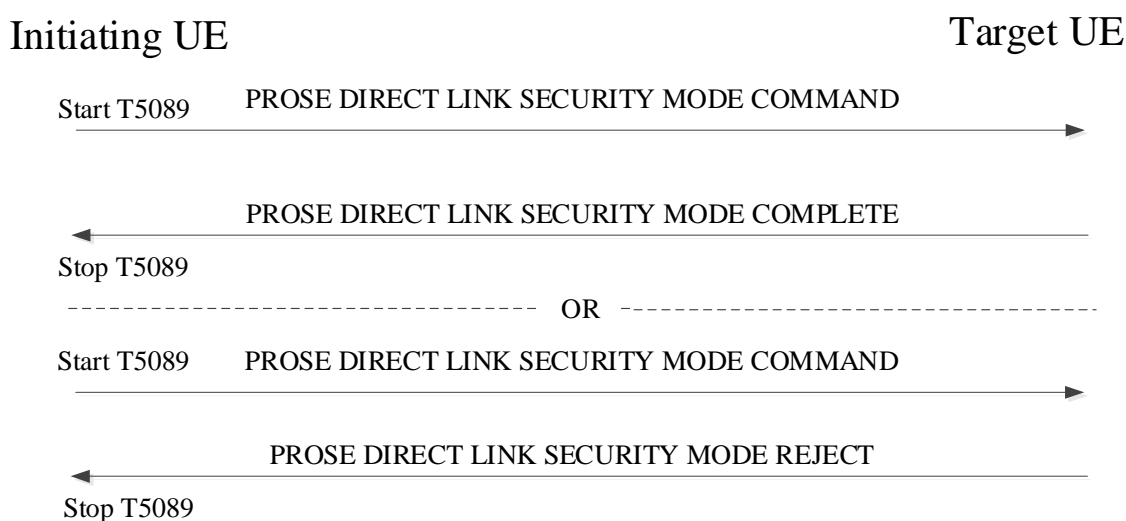 Initiating UE
Target UE
Start T5089
PROSE DIRECT LINK SECURITY MODE COMMAND
PROSE DIRECT LINK SECURITY MODE COMPLETE
Stop T5089
OR
Start T5089
PROSE DIRECT LINK SECURITY MODE COMMAND
PROSE DIRECT LINK SECURITY MODE REJECT
Stop T5089